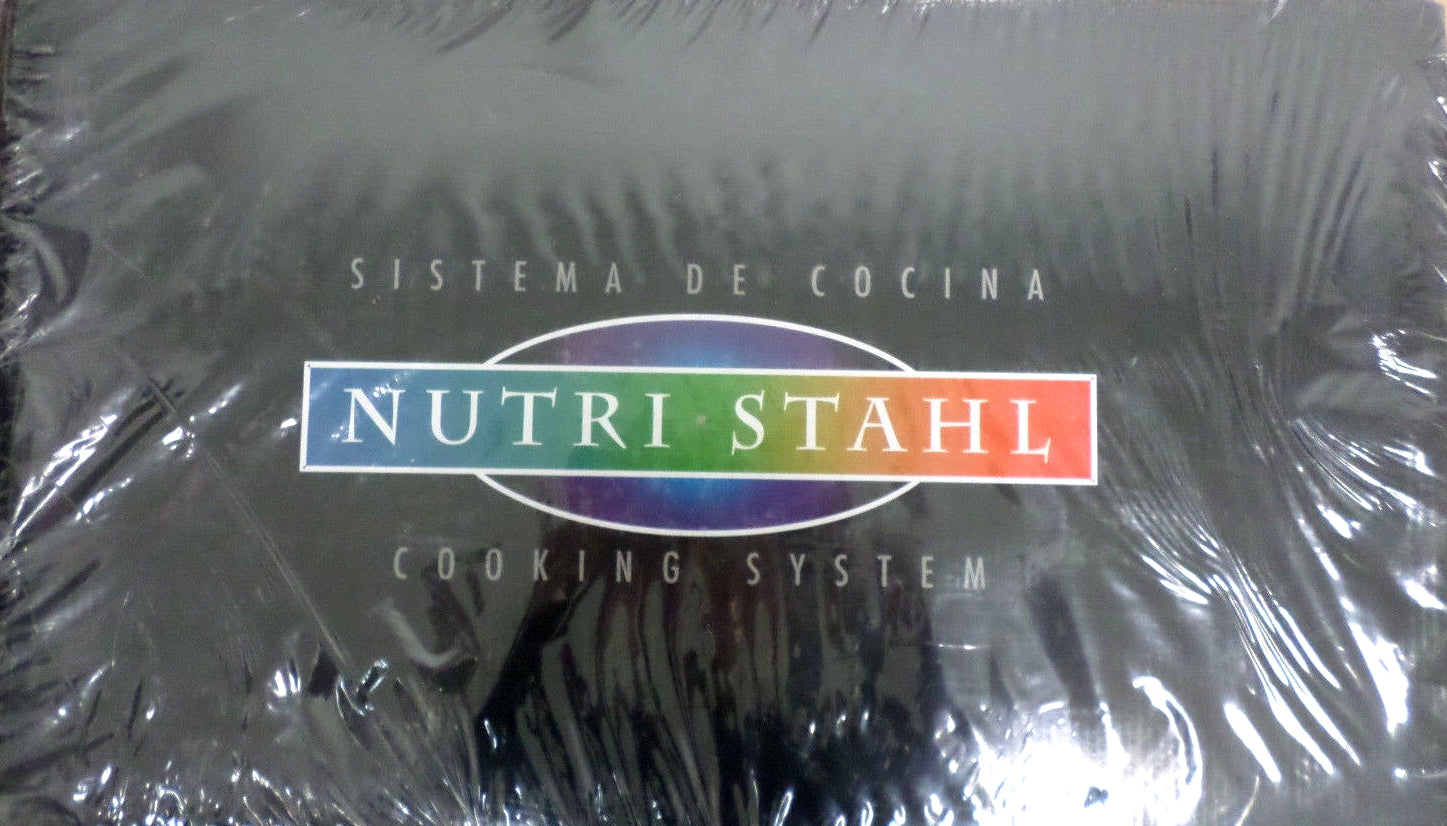 SISTEMA DE COCINA
NUTRI STAHL
COOKING SYSTEM